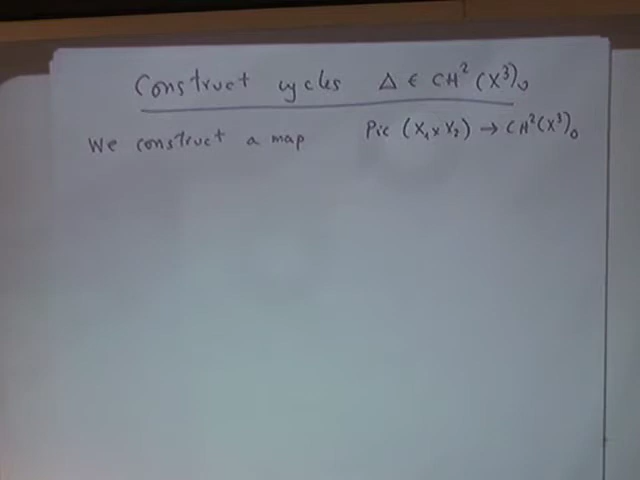 Construct cycles Δ ∈ CH²(X³)₀
We construct a map Pic (X₁ × X₂) → CH²(X³)₀